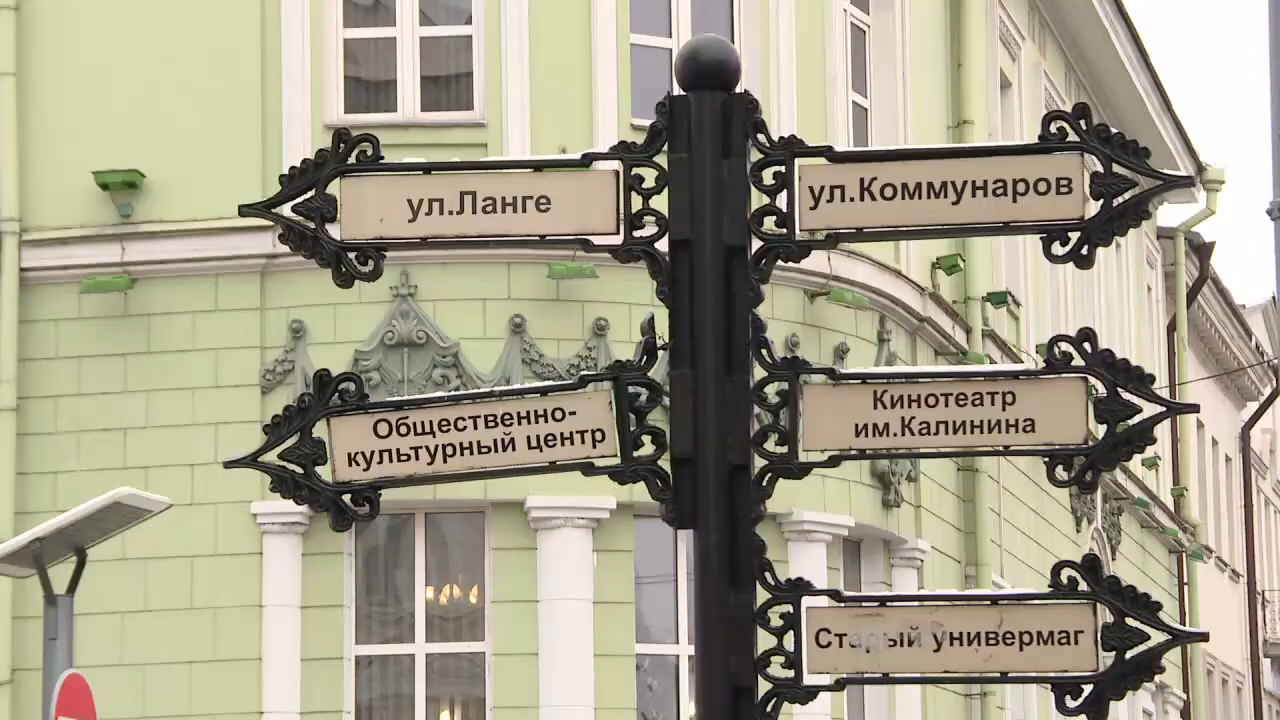 ул.Ланге
ул.Коммунаров
Общественно-
культурный центр
Кинотеатр
им.Калинина
Старый универмаг